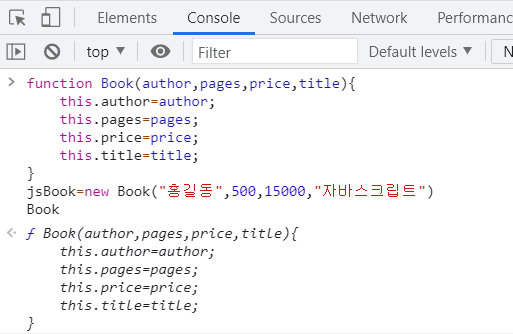 Elements Console Sources Network Performanc
top ▼ Filter Default levels ▼ N
> function Book(author,pages,price,title){
    this.author=author;
    this.pages=pages;
    this.price=price;
    this.title=title;
}
jsBook=new Book("홍길동",500,15000,"자바스크립트")
Book
ƒ Book(author,pages,price,title){
    this.author=author;
    this.pages=pages;
    this.price=price;
    this.title=title;
}